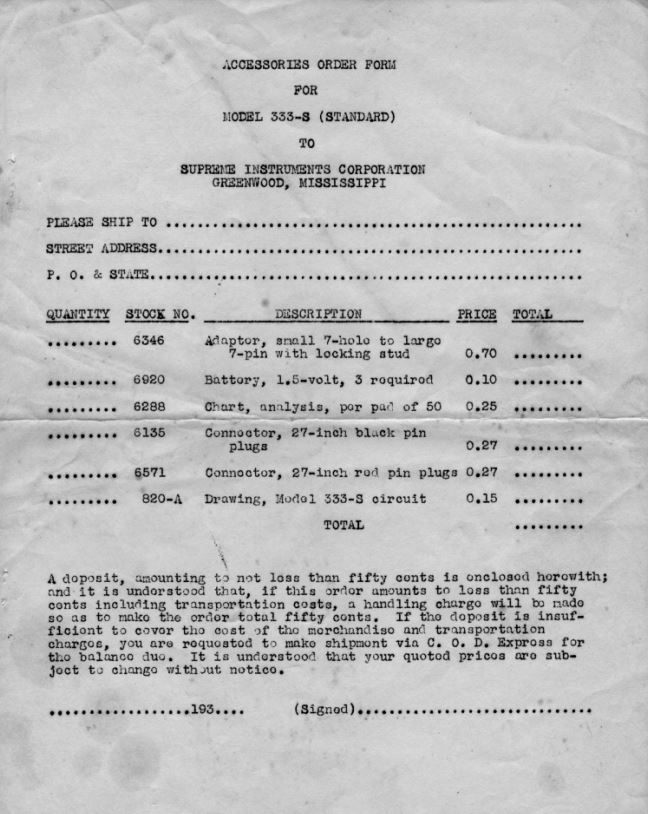 ACCESSORIES ORDER FORM
FOR
MODEL 333-S (STANDARD)
TO
SUPREME INSTRUMENTS CORPORATION
GREENWOOD, MISSISSIPPI
PLEASE SHIP TO ......................................................
STREET ADDRESS.......................................................
P. O. & STATE........................................................
QUANTITY STOCK NO. DESCRIPTION PRICE TOTAL
......... 6346 Adaptor, small 7-hole to large
7-pin with locking stud 0.70 .........
......... 6920 Battery, 1.5-volt, 3 required 0.10 .........
......... 6288 Chart, analysis, per pad of 50 0.25 .........
......... 6135 Connector, 27-inch black pin
plugs 0.27 .........
......... 6571 Connector, 27-inch red pin plugs 0.27 .........
......... 820-A Drawing, Model 333-S circuit 0.15 .........
TOTAL .........
A deposit, amounting to not less than fifty cents is enclosed herewith;
and it is understood that, if this order amounts to less than fifty
cents including transportation costs, a handling charge will be made
so as to make the order total fifty cents. If the deposit is insuf-
ficient to cover the cost of the merchandise and transportation
charges, you are requested to make shipment via C. O. D. Express for
the balance due. It is understood that your quoted prices are sub-
ject to change without notice.
..................193.... (Signed)..............................